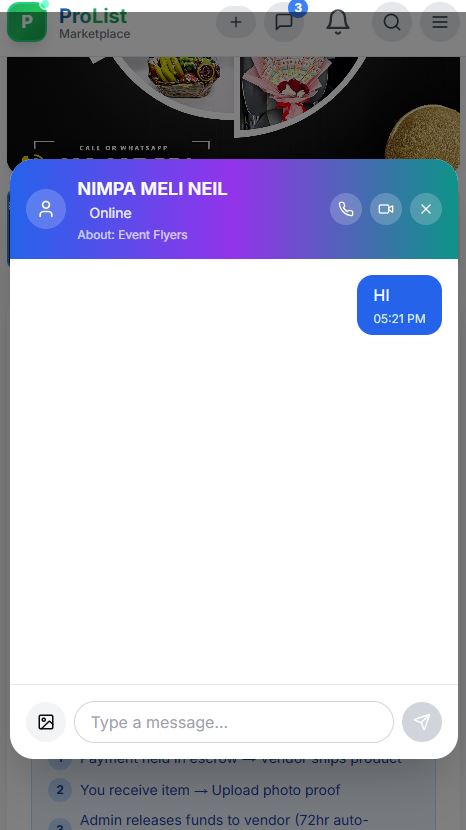 P
ProList
Marketplace
3
CALL OR WHATSAPP
NIMPA MELI NEIL
Online
About: Event Flyers
HI
05:21 PM
Type a message...
1 Payment held in escrow → Vendor ships product
2 You receive item → Upload photo proof
3 Admin releases funds to vendor (72hr auto-